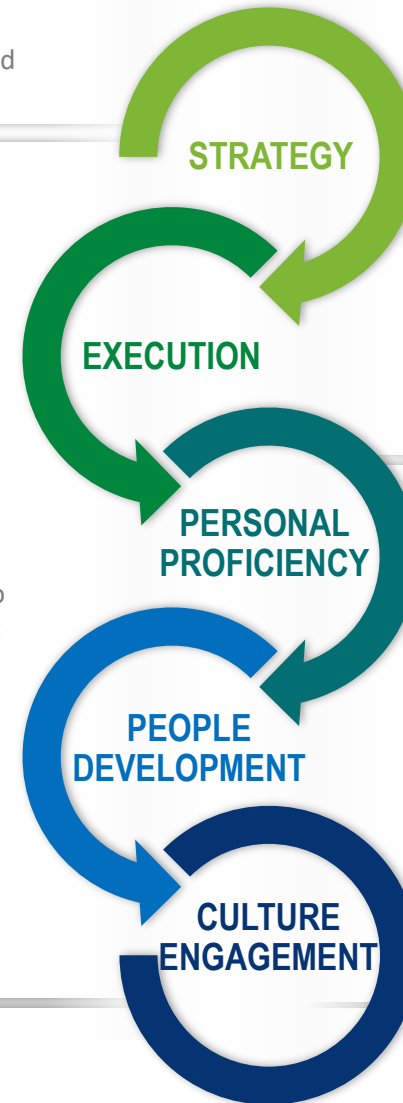 d
STRATEGY
EXECUTION
PERSONAL
PROFICIENCY
PEOPLE
DEVELOPMENT
CULTURE
ENGAGEMENT